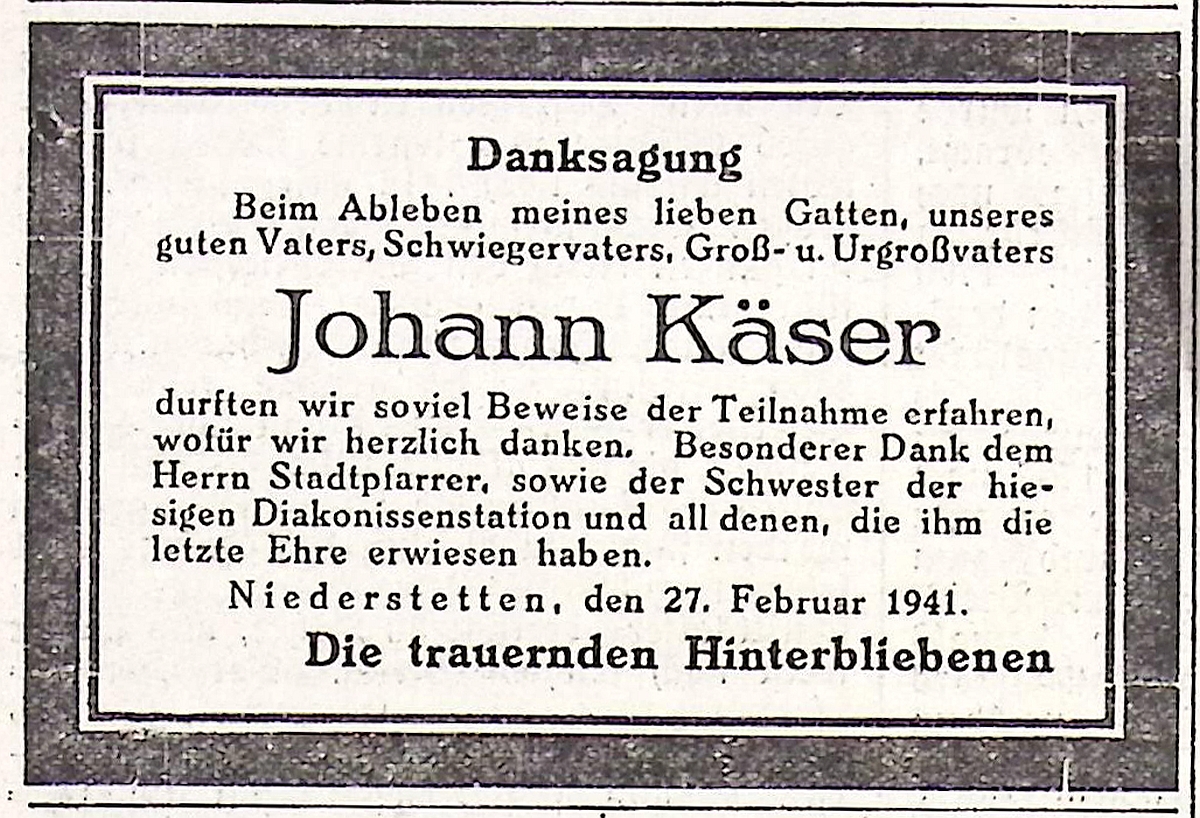 Danksagung
Beim Ableben meines lieben Gatten, unseres
guten Vaters, Schwiegervaters, Groß- u. Urgroßvaters
Johann Käser
durften wir soviel Beweise der Teilnahme erfahren,
wofür wir herzlich danken. Besonderer Dank dem
Herrn Stadtpfarrer, sowie der Schwester der hie-
sigen Diakonissenstation und all denen, die ihm die
letzte Ehre erwiesen haben.
Niederstetten, den 27. Februar 1941.
Die trauernden Hinterbliebenen